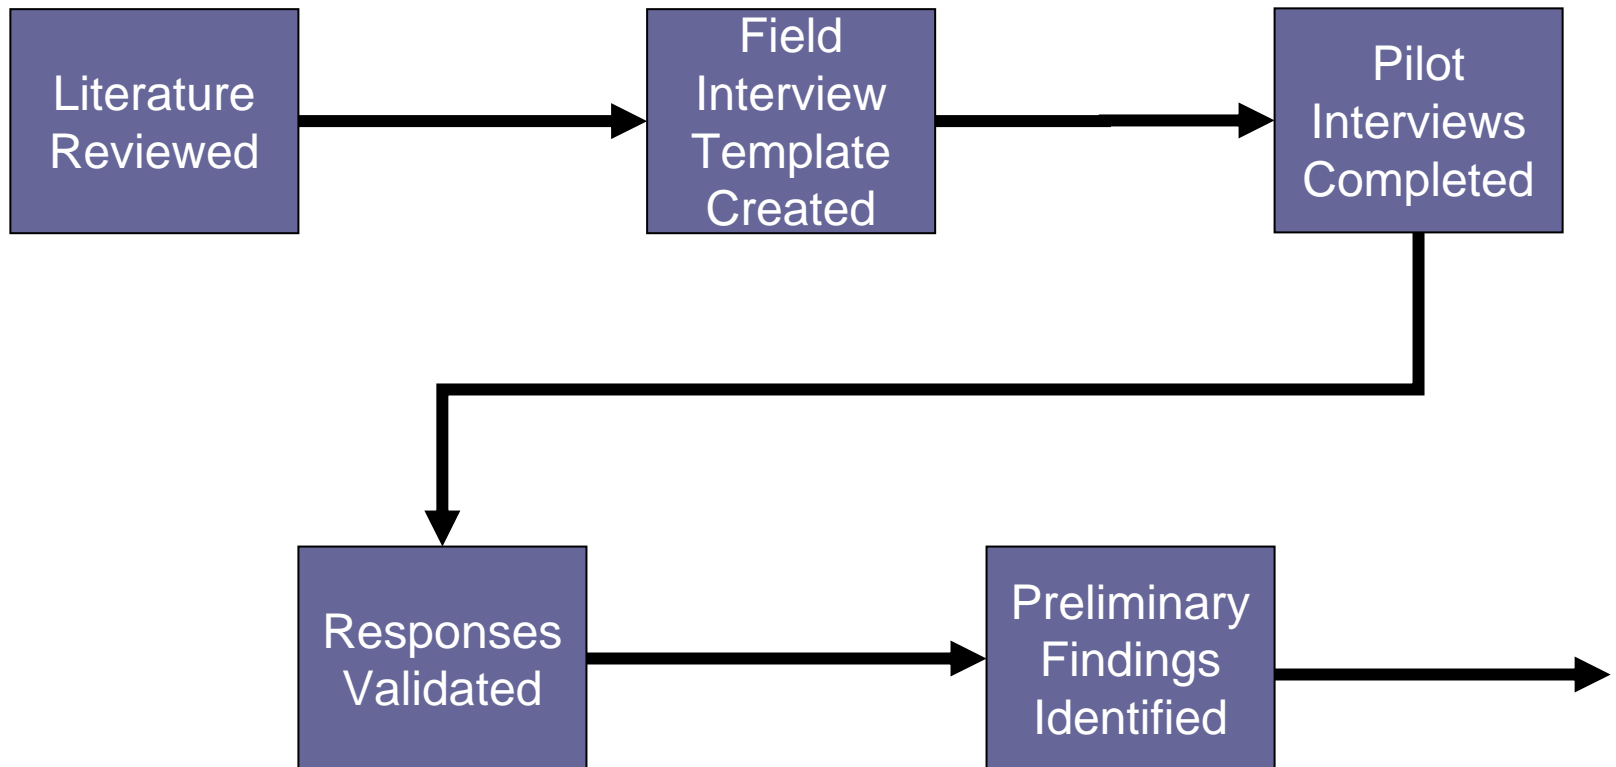 Literature
Reviewed
Field
Interview
Template
Created
Pilot
Interviews
Completed
Responses
Validated
Preliminary
Findings
Identified